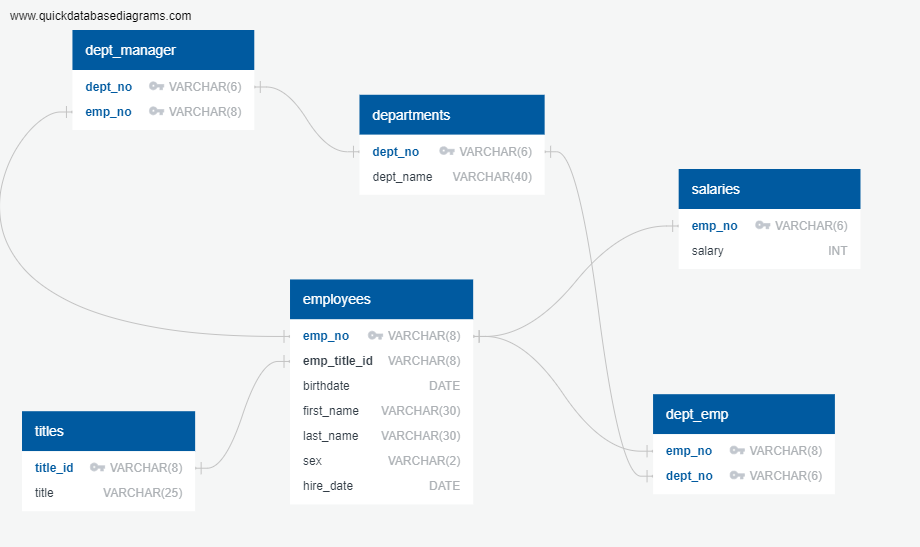 www.quickdatabasediagrams.com
dept_manager
dept_no VARCHAR(6)
emp_no VARCHAR(8)
departments
dept_no VARCHAR(6)
dept_name VARCHAR(40)
salaries
emp_no VARCHAR(6)
salary INT
employees
emp_no VARCHAR(8)
emp_title_id VARCHAR(8)
birthdate DATE
first_name VARCHAR(30)
last_name VARCHAR(30)
sex VARCHAR(2)
hire_date DATE
titles
title_id VARCHAR(8)
title VARCHAR(25)
dept_emp
emp_no VARCHAR(8)
dept_no VARCHAR(6)